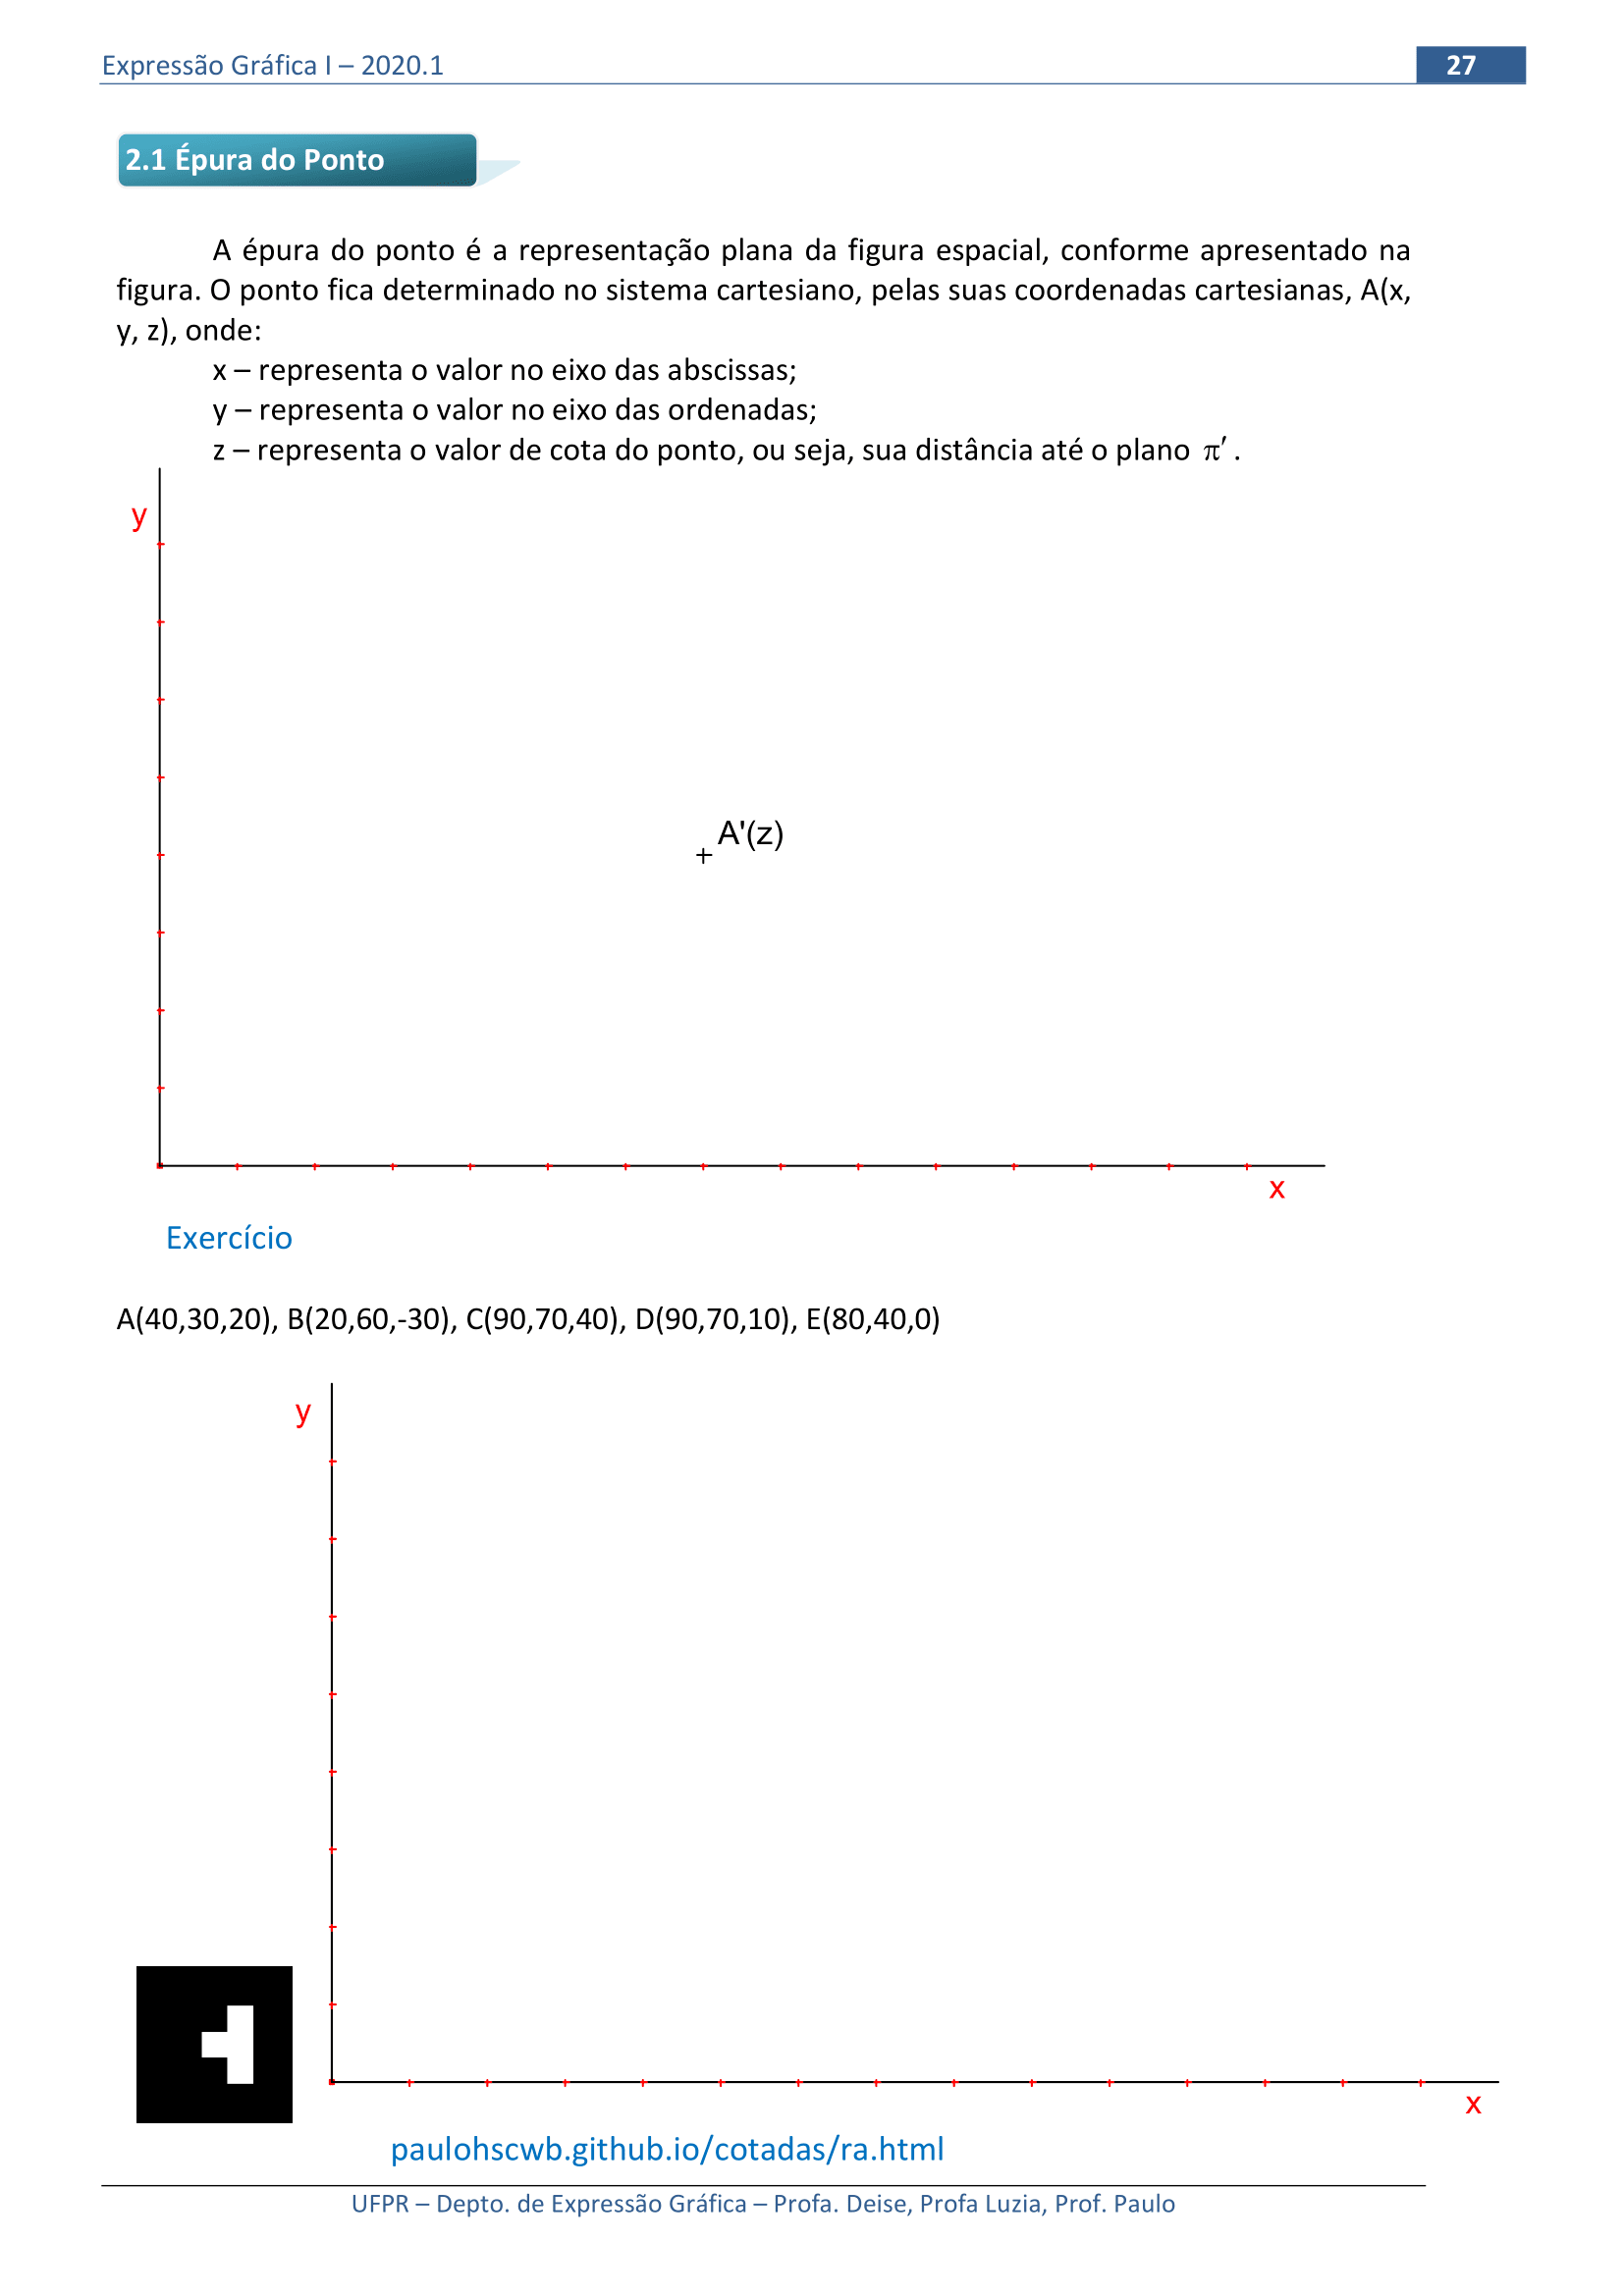 Expressão Gráfica I – 2020.1
27
2.1 Épura do Ponto
A épura do ponto é a representação plana da figura espacial, conforme apresentado na
figura. O ponto fica determinado no sistema cartesiano, pelas suas coordenadas cartesianas, A(x,
y, z), onde:
x – representa o valor no eixo das abscissas;
y – representa o valor no eixo das ordenadas;
z – representa o valor de cota do ponto, ou seja, sua distância até o plano π′.
y
A'(z)
x
Exercício
A(40,30,20), B(20,60,-30), C(90,70,40), D(90,70,10), E(80,40,0)
y
x
paulohscwb.github.io/cotadas/ra.html
UFPR – Depto. de Expressão Gráfica – Profa. Deise, Profa Luzia, Prof. Paulo